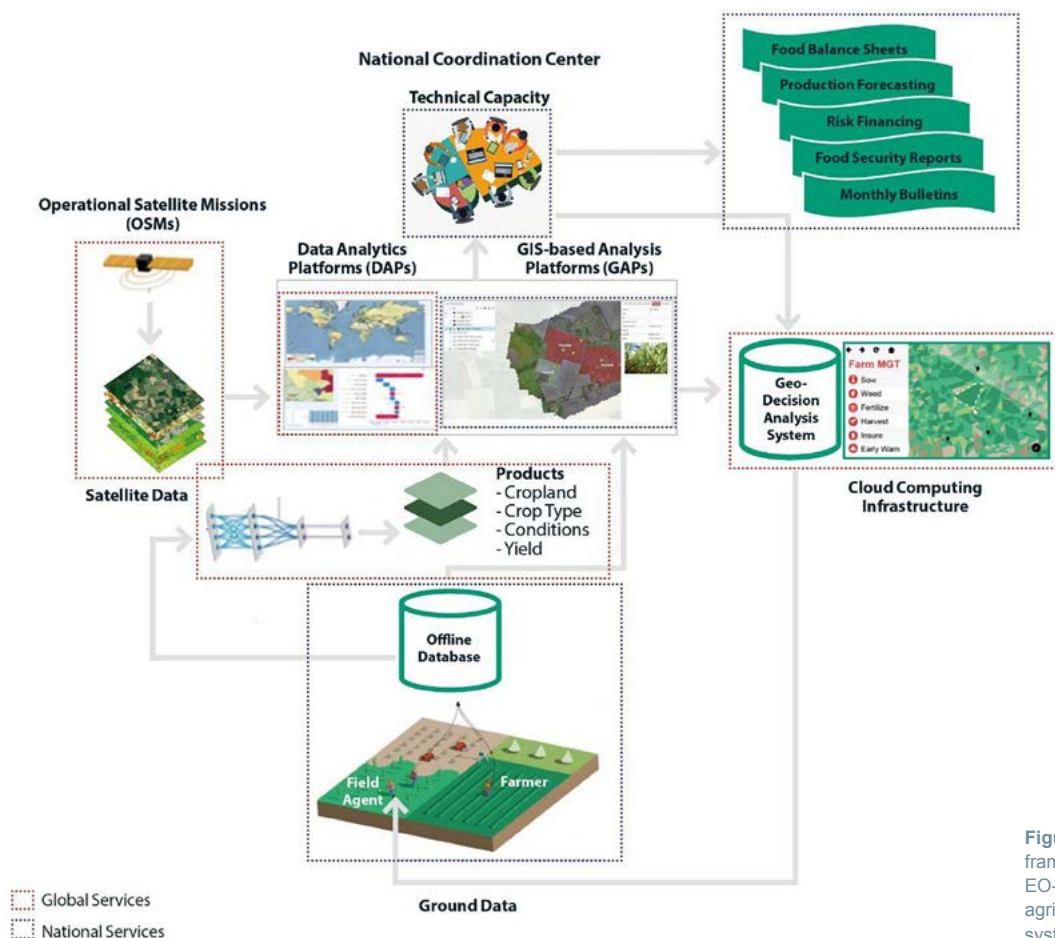 National Coordination Center
Technical Capacity
Food Balance Sheets
Production Forecasting
Risk Financing
Food Security Reports
Monthly Bulletins
Operational Satellite Missions
(OSMs)
Data Analytics
Platforms (DAPs)
GIS-based Analysis
Platforms (GAPs)
Satellite Data
Geo-
Decision
Analysis
System
Farm MGT
Sow
Weed
Fertilize
Harvest
Insure
Early Warn
Cloud Computing
Infrastructure
Products
- Cropland
- Crop Type
- Conditions
- Yield
Offline
Database
Field
Agent
Farmer
Ground Data
Global Services
National Services
Figu
fram
EO-
agri
syst